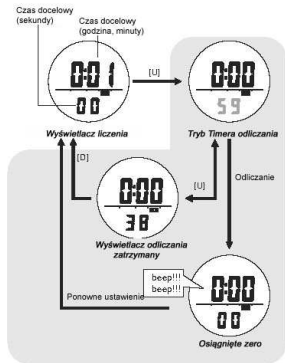 Czas docelowy
(sekundy)
Czas docelowy
(godzina, minuty)
0:01
00
[U]
0:00
59
Wyświetlacz liczenia
Tryb Timera odliczania
[D]
[U]
0:00
38
Odliczanie
Wyświetlacz odliczania
zatrzymany
beep!!!
beep!!!
0:00
00
Ponowne ustawienie
Osiągnięte zero